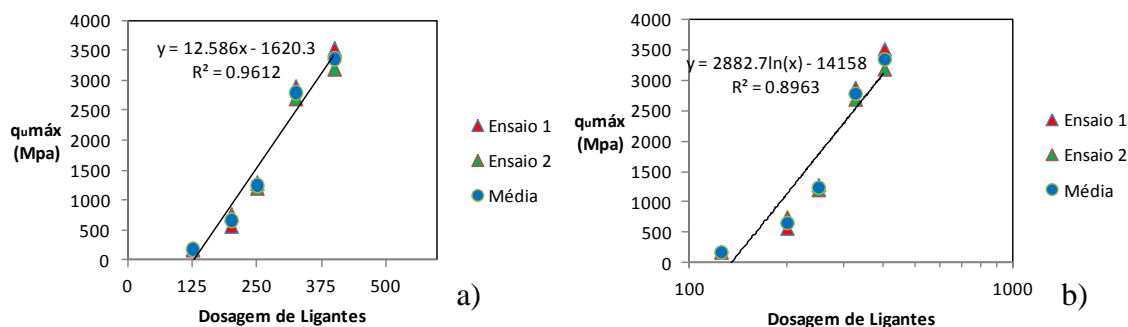 4000
3500
3000
2500
2000
1500
1000
500
0
y = 12.586x - 1620.3
R² = 0.9612
qumáx
(Mpa)
Ensaio 1
Ensaio 2
Média
0 125 250 375 500
Dosagem de Ligantes
a)
4000
3500
3000
2500
2000
1500
1000
500
0
y = 2882.7ln(x) - 14158
R² = 0.8963
qumáx
(Mpa)
Ensaio 1
Ensaio 2
Média
100 1000
Dosagem de Ligantes
b)